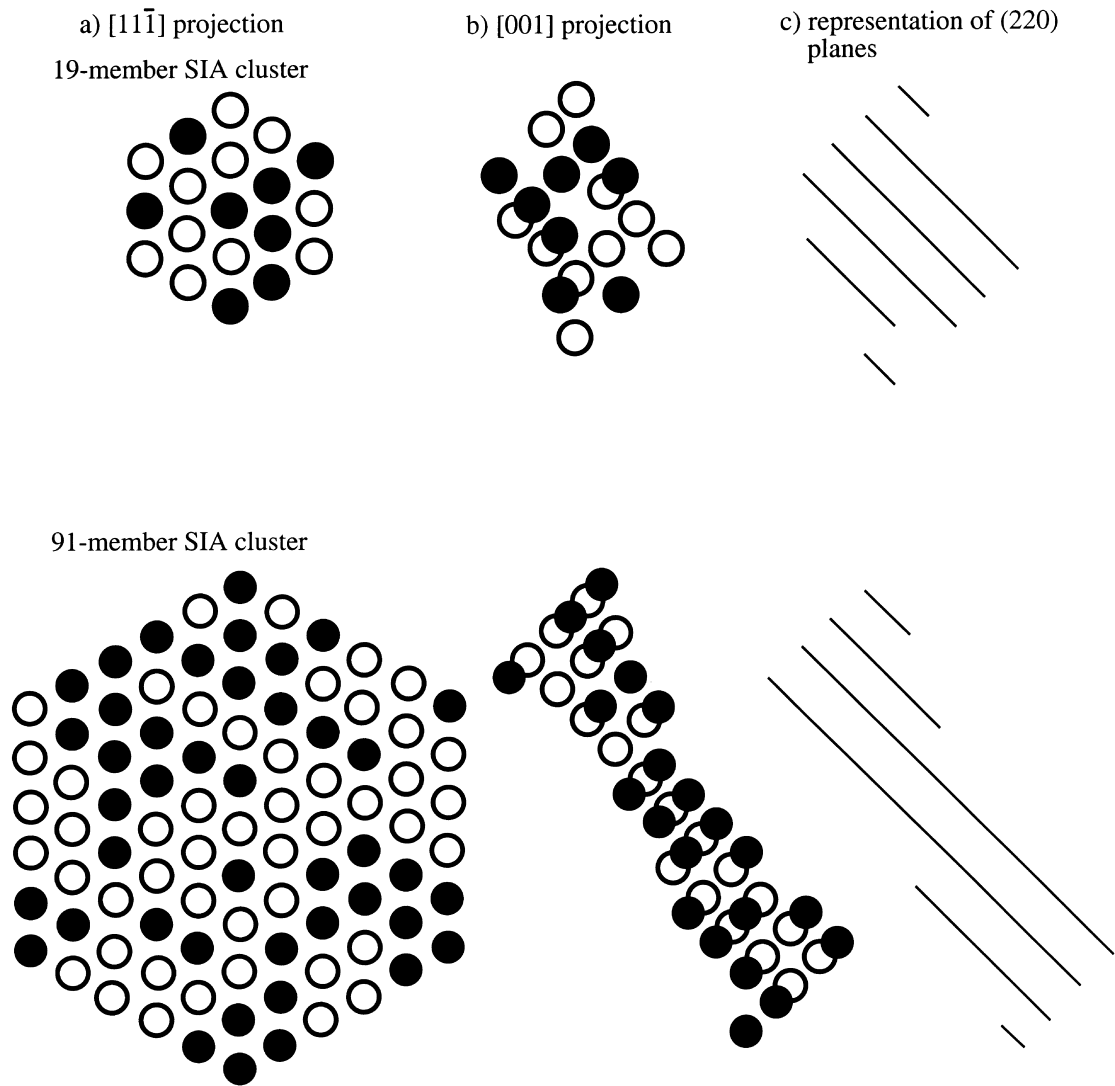 a) [111̄] projection
b) [001] projection
c) representation of (220)
planes
19-member SIA cluster
91-member SIA cluster